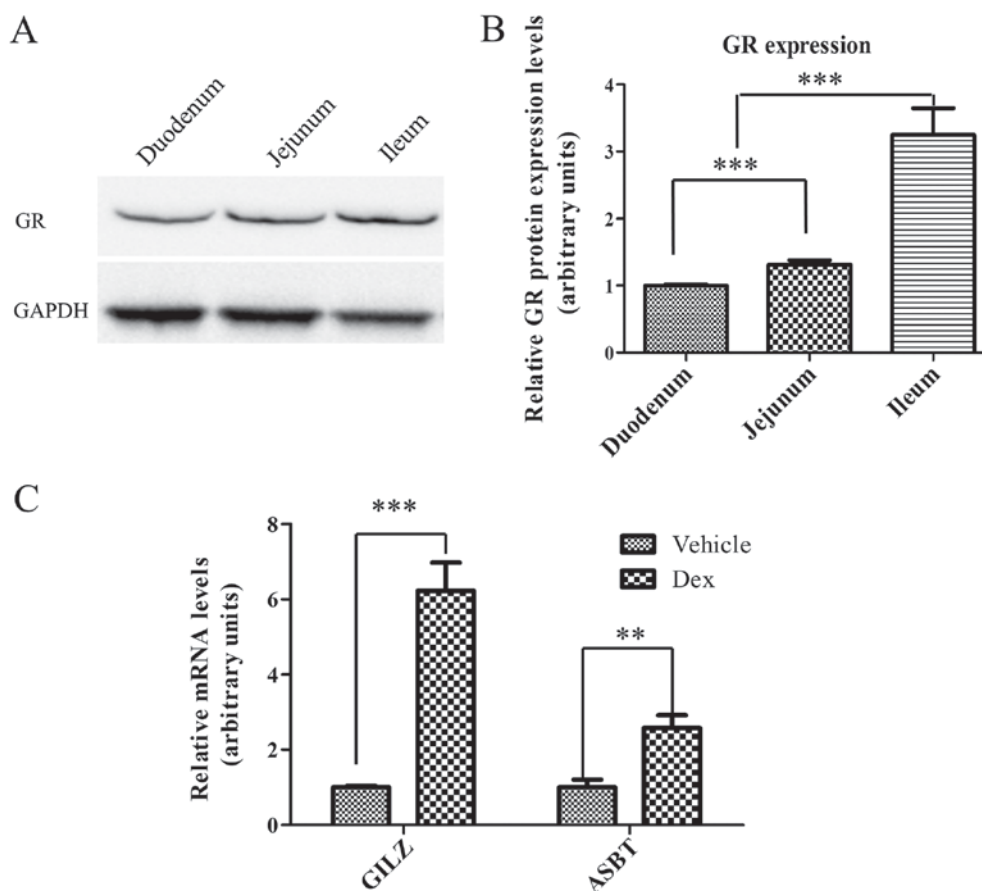 A
Duodenum
Jejunum
Ileum
GR
GAPDH
B
GR expression
Relative GR protein expression levels
(arbitrary units)
4
3
2
1
0
***
***
Duodenum
Jejunum
Ileum
C
Relative mRNA levels
(arbitrary units)
8
6
4
2
0
***
**
Vehicle
Dex
GILZ
ASBT